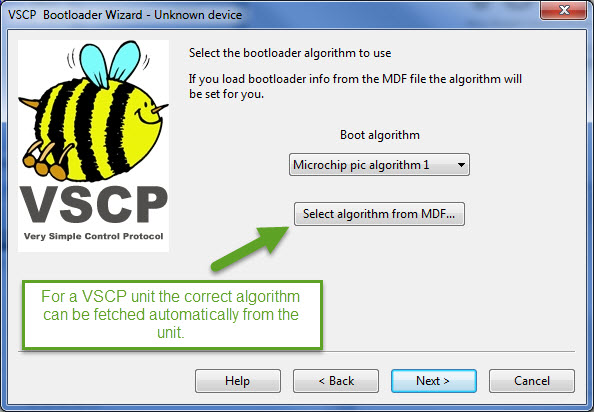 VSCP Bootloader Wizard - Unknown device
Select the bootloader algorithm to use
If you load bootloader info from the MDF file the algorithm will
be set for you.
Boot algorithm
Microchip pic algorithm 1
Select algorithm from MDF...
VSCP
Very Simple Control Protocol
For a VSCP unit the correct algorithm
can be fetched automatically from the
unit.
Help
< Back
Next >
Cancel